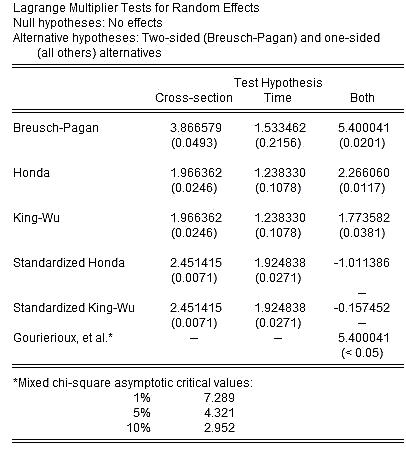 Lagrange Multiplier Tests for Random Effects
Null hypotheses: No effects
Alternative hypotheses: Two-sided (Breusch-Pagan) and one-sided
(all others) alternatives
Test Hypothesis
Cross-section Time Both
Breusch-Pagan 3.866579 1.533462 5.400041
(0.0493) (0.2156) (0.0201)
Honda 1.966362 1.238330 2.266060
(0.0246) (0.1078) (0.0117)
King-Wu 1.966362 1.238330 1.773582
(0.0246) (0.1078) (0.0381)
Standardized Honda 2.451415 1.924838 -1.011386
(0.0071) (0.0271) --
Standardized King-Wu 2.451415 1.924838 -0.157452
(0.0071) (0.0271) --
Gourierioux, et al.* -- -- 5.400041
(< 0.05)
*Mixed chi-square asymptotic critical values:
1% 7.289
5% 4.321
10% 2.952